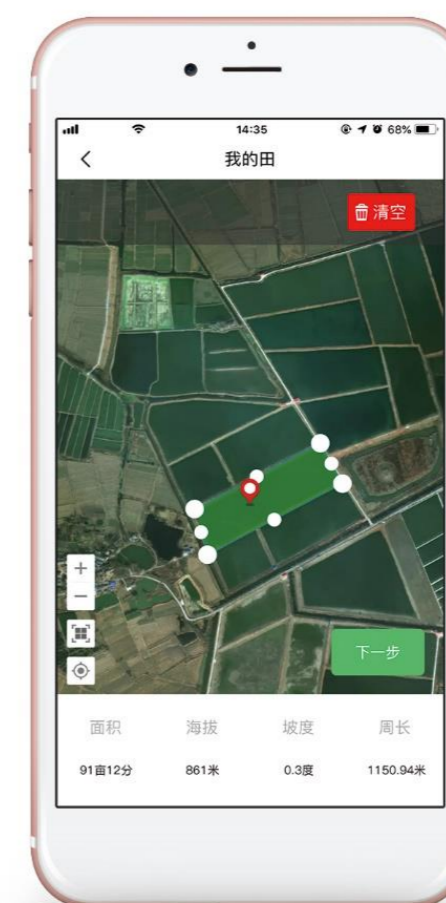 14:35
68%
我的田
清空
下一步
面积 海拔 坡度 周长
91亩12分 861米 0.3度 1150.94米